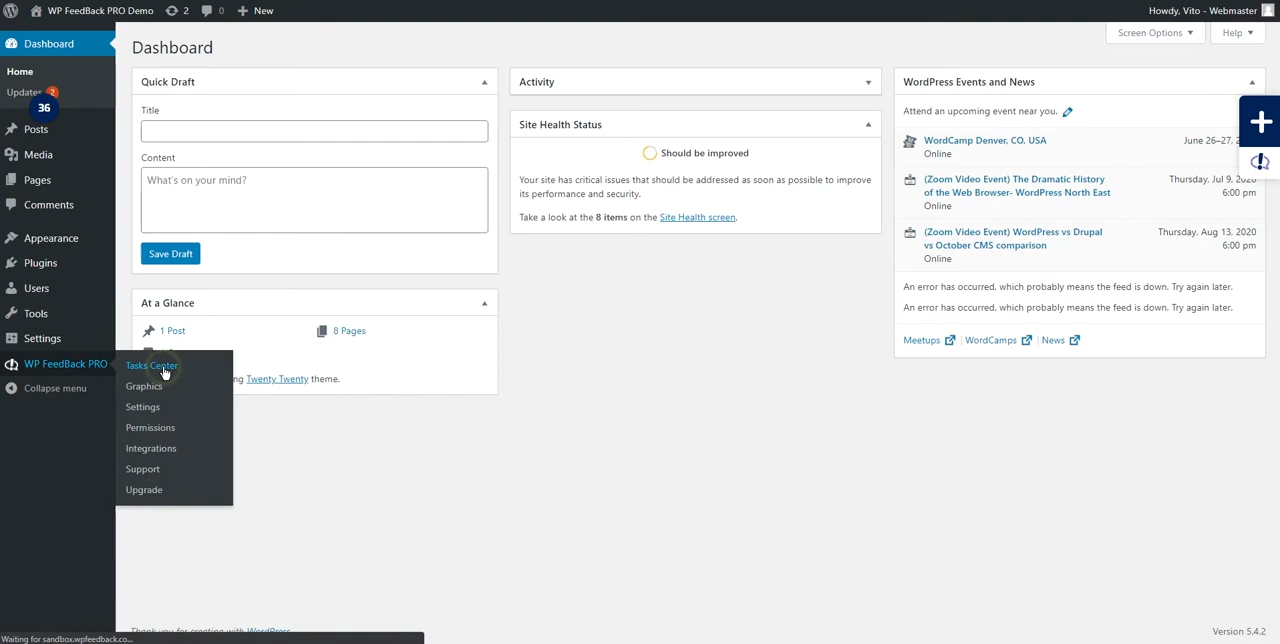 WP FeedBack PRO Demo 2 0 New
Howdy, Vito - Webmaster
Dashboard
Home
Updates 2
36
Posts
Media
Pages
Comments
Appearance
Plugins
Users
Tools
Settings
WP FeedBack PRO
Collapse menu
Tasks Center
Graphics
Settings
Permissions
Integrations
Support
Upgrade
Dashboard
Screen Options ▼
Help ▼
Quick Draft
Title
Content
What's on your mind?
Save Draft
At a Glance
1 Post
8 Pages
ng Twenty Twenty theme.
Activity
Site Health Status
Should be improved
Your site has critical issues that should be addressed as soon as possible to improve
its performance and security.
Take a look at the 8 items on the Site Health screen.
WordPress Events and News
Attend an upcoming event near you.
WordCamp Denver, CO, USA
June 26–27, 2
Online
(Zoom Video Event) The Dramatic History
of the Web Browser- WordPress North East
Thursday, Jul 9, 2020
6:00 pm
Online
(Zoom Video Event) WordPress vs Drupal
vs October CMS comparison
Thursday, Aug 13, 2020
6:00 pm
Online
An error has occurred, which probably means the feed is down. Try again later.
An error has occurred, which probably means the feed is down. Try again later.
Meetups | WordCamps | News
Thank you for creating with WordPress
Version 5.4.2
Waiting for sandbox.wpfeedback.co...